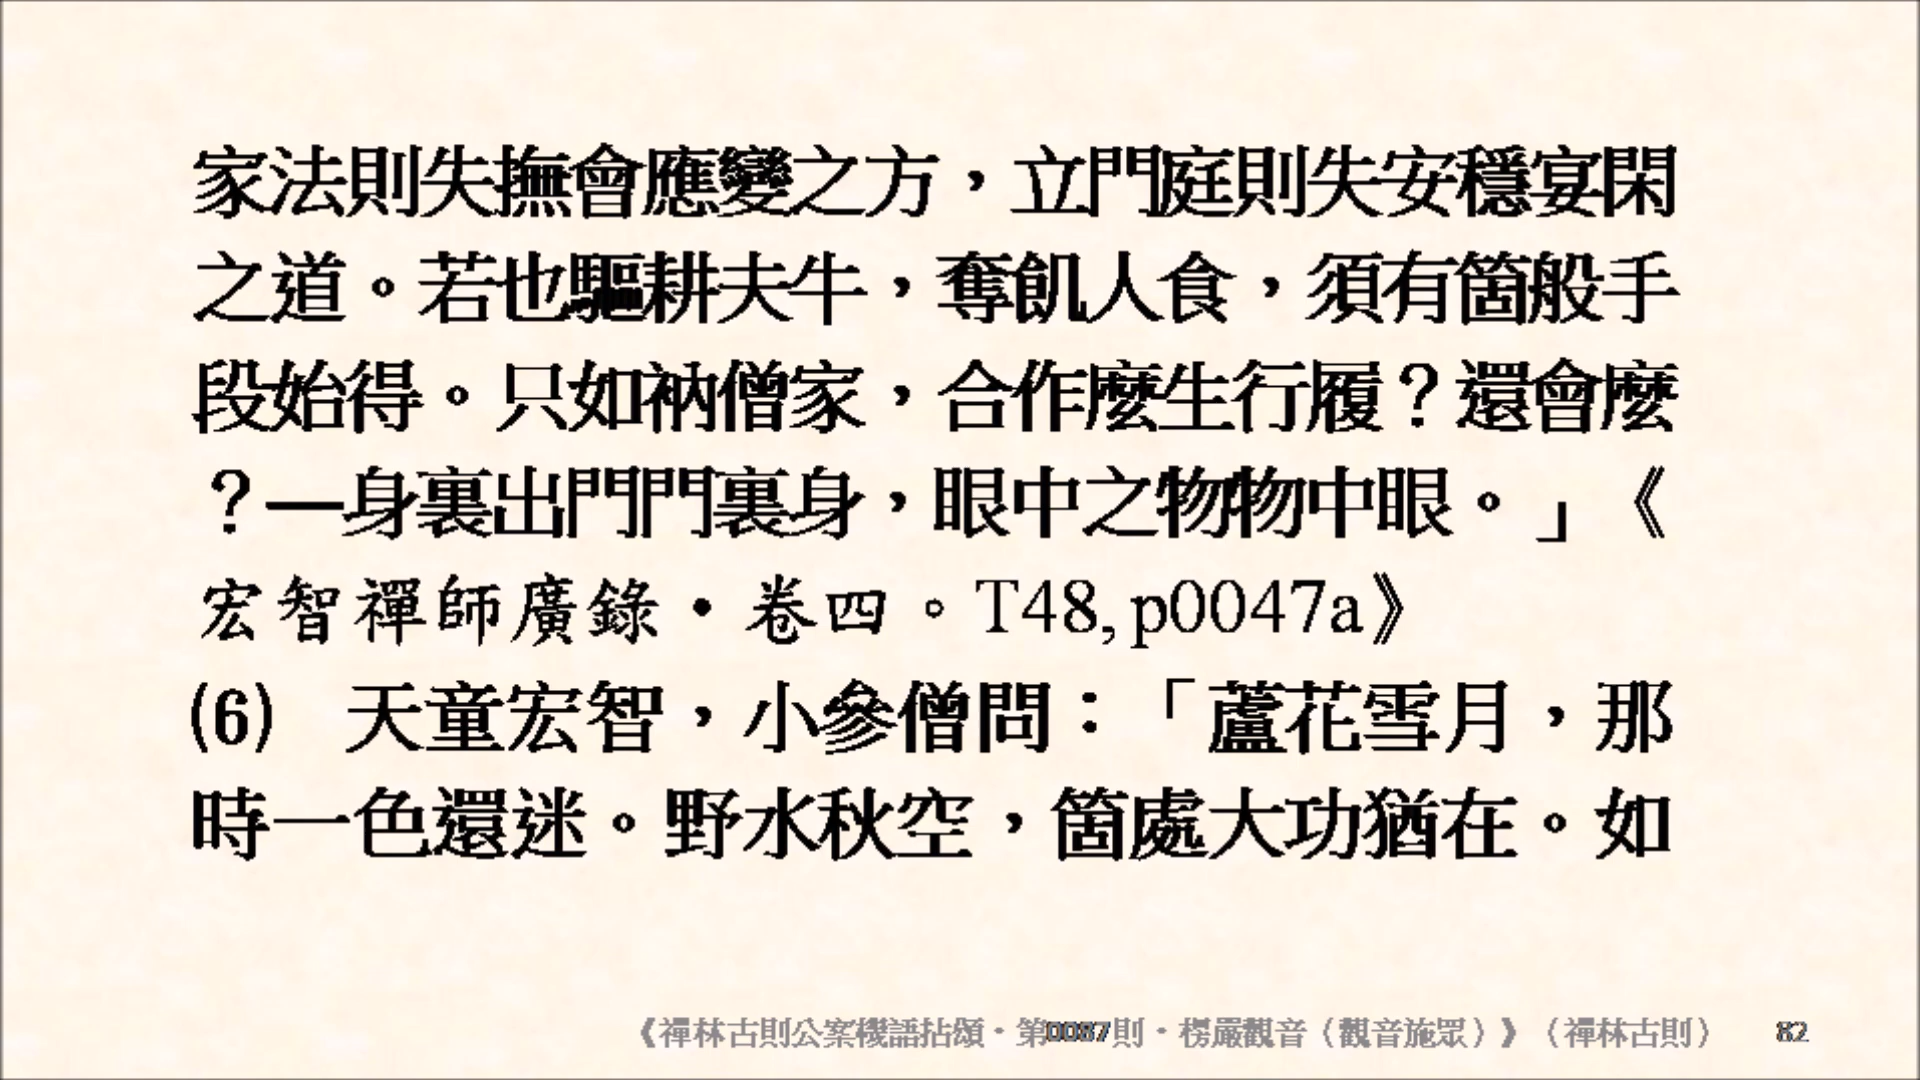 家法則失撫會應變之方，立門庭則失安穩宴閑
之道。若也驅耕夫牛，奪飢人食，須有箇般手
段始得。只如衲僧家，合作麼生行履？還會麼
？—身裏出門門裏身，眼中之物物中眼。」《
宏智禪師廣錄・卷四。T48, p0047a》
(6)　天童宏智，小參僧問：「蘆花雪月，那
時一色還迷。野水秋空，箇處大功猶在。如
《禪林古則公案機語拈頌・第0087則・楞嚴觀音（觀音施眾）》（禪林古則） 82